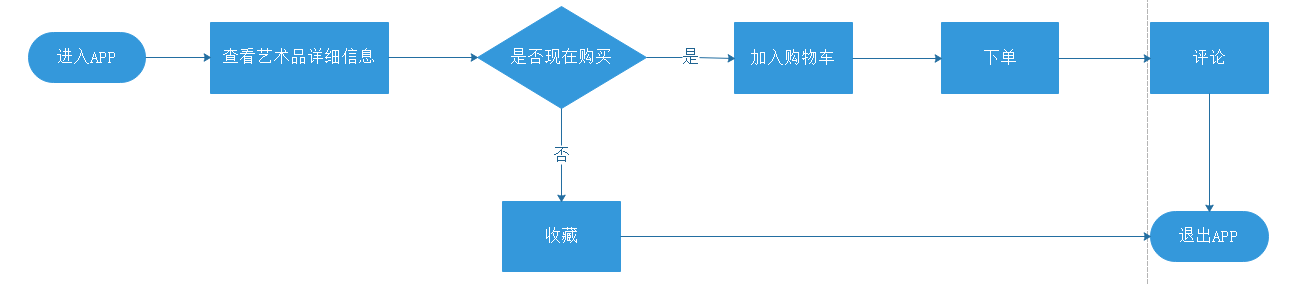 进入APP
查看艺术品详细信息
是否现在购买
是
加入购物车
下单
评论
否
收藏
退出APP